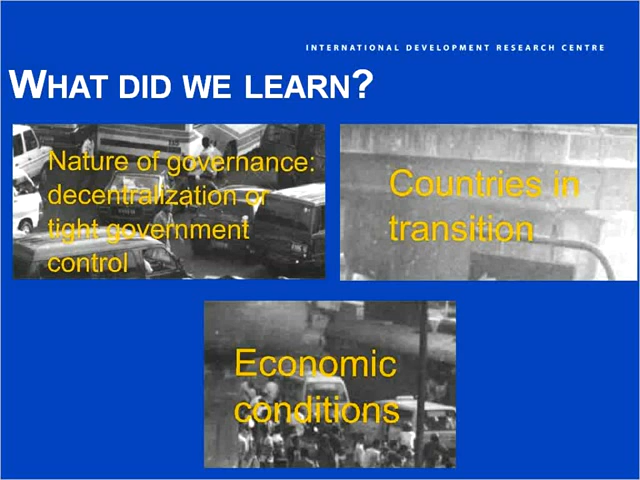 INTERNATIONAL DEVELOPMENT RESEARCH CENTRE
WHAT DID WE LEARN?
Nature of governance:
decentralization or
tight government
control
Countries in
transition
Economic
conditions